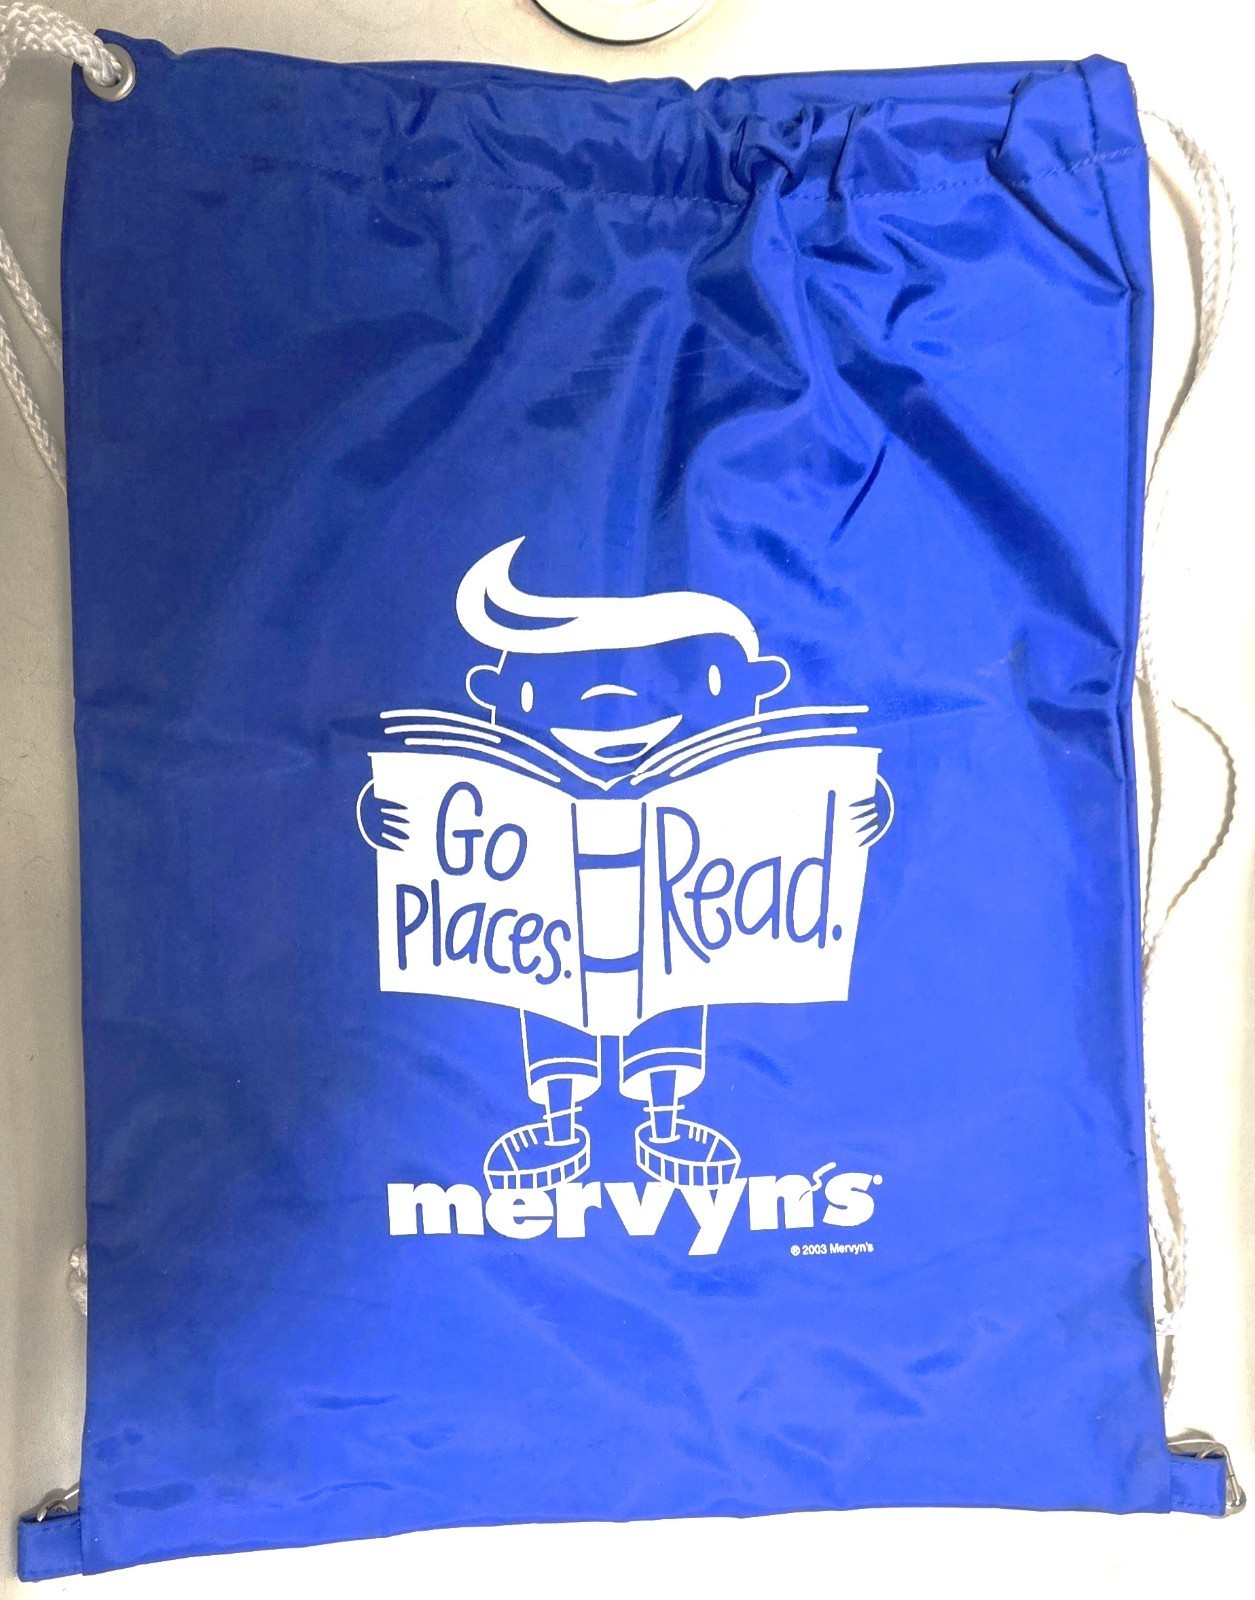 Go
Places.
Read.
mervyn's®
® 2003 Mervyn's